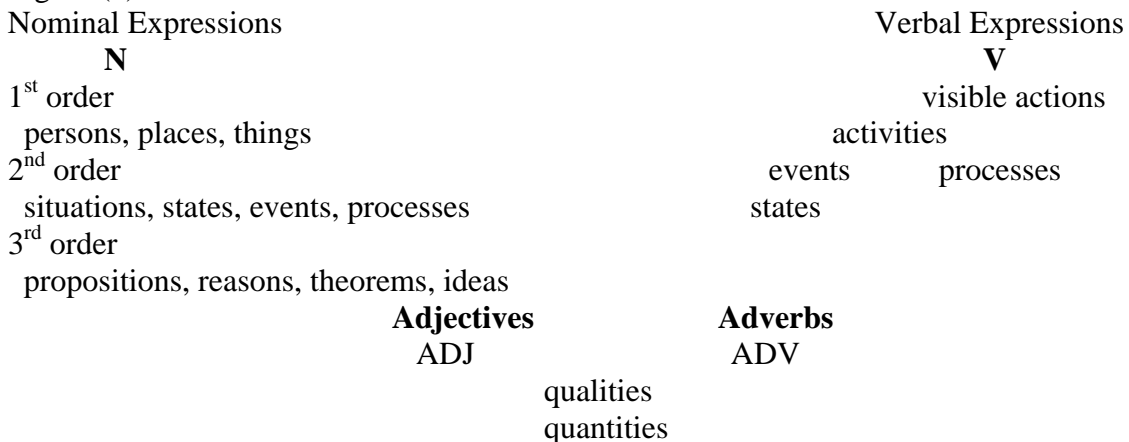 Nominal Expressions Verbal Expressions
N V
1st order visible actions
persons, places, things activities
2nd order events processes
situations, states, events, processes states
3rd order
propositions, reasons, theorems, ideas
Adjectives Adverbs
ADJ ADV
qualities
quantities